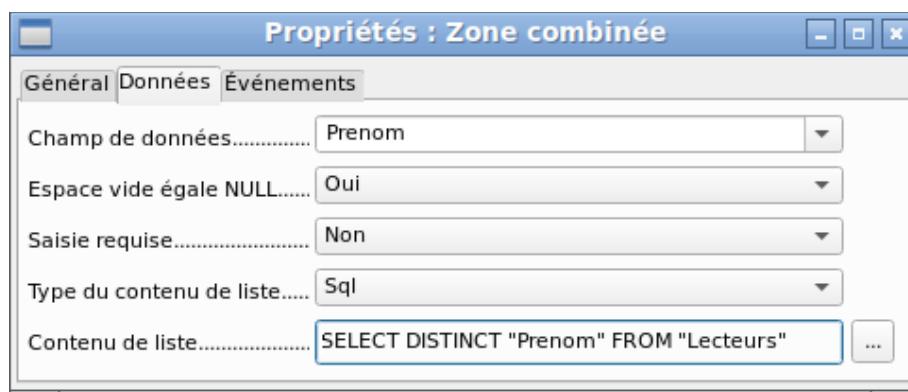 Propriétés : Zone combinée
Général Données Événements
Champ de données.............. Prenom
Espace vide égale NULL...... Oui
Saisie requise........................ Non
Type du contenu de liste..... Sql
Contenu de liste.................... SELECT DISTINCT "Prenom" FROM "Lecteurs" ...